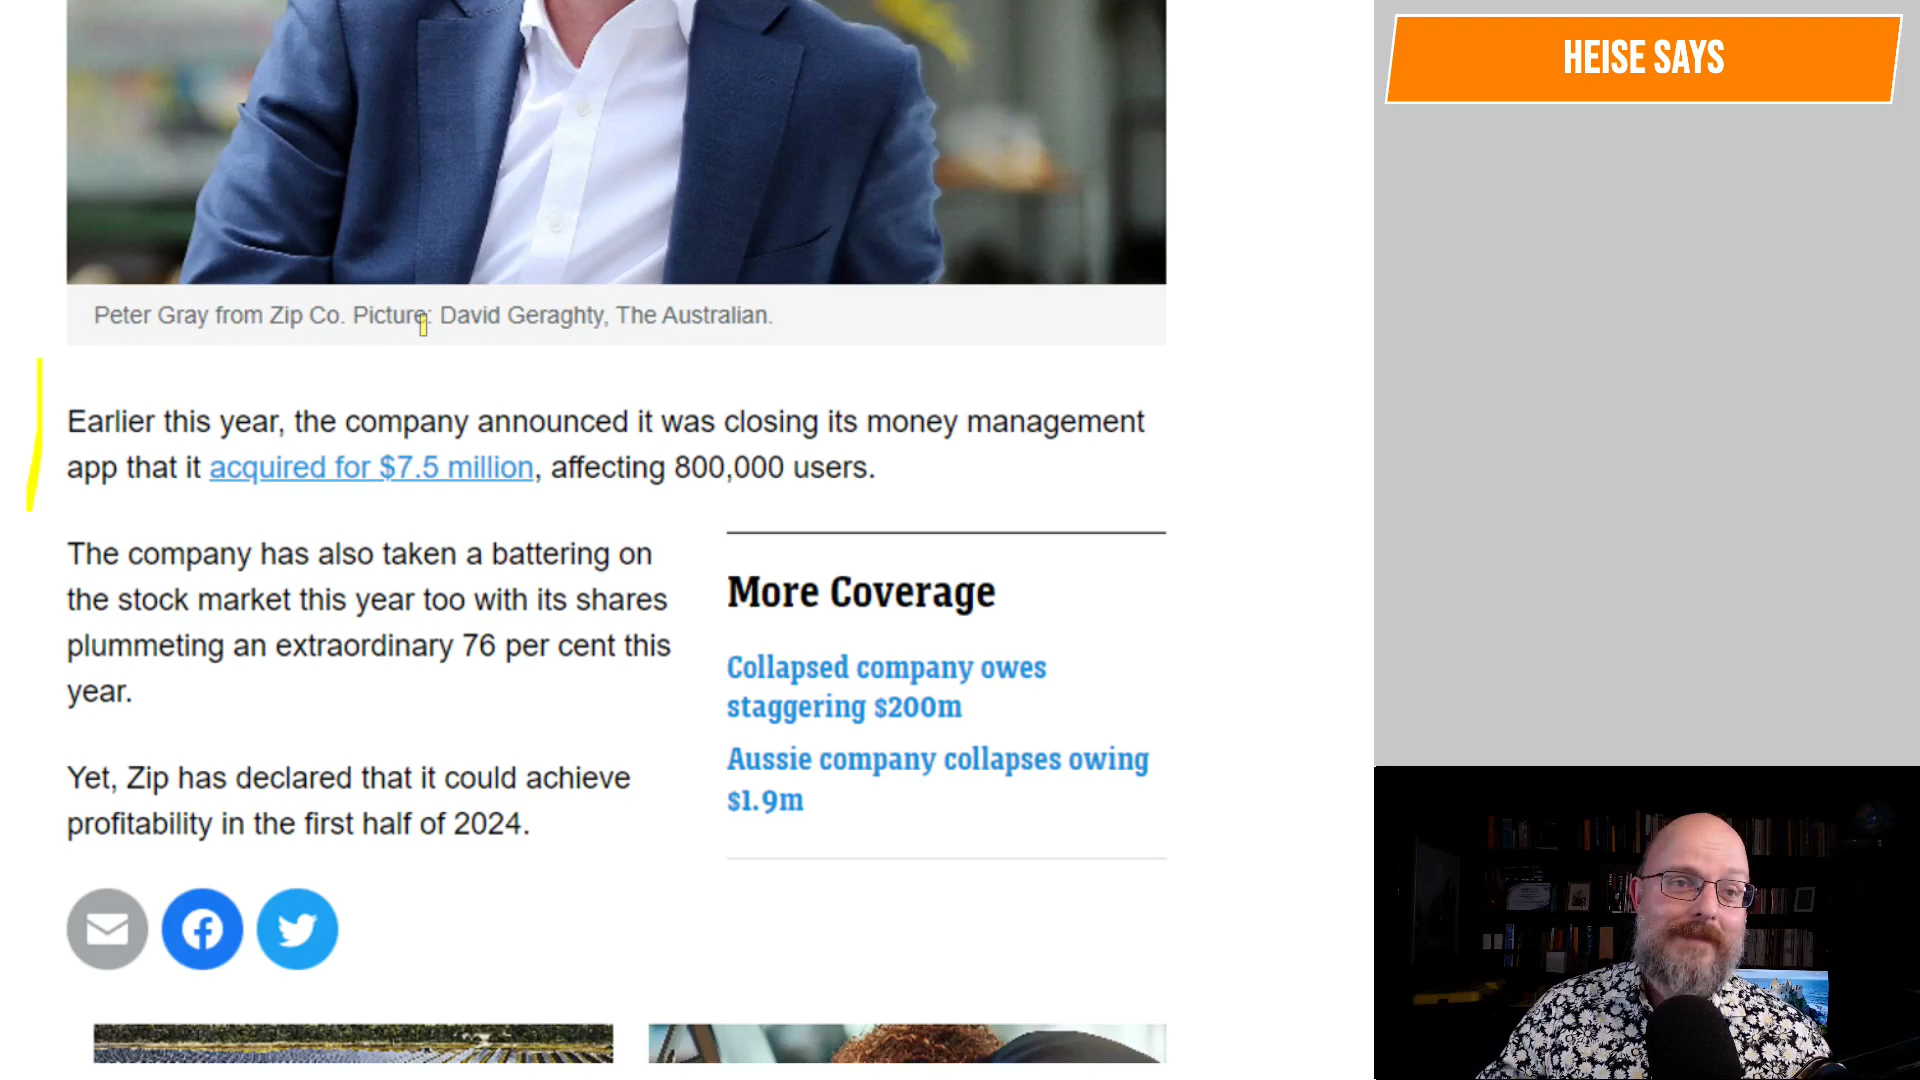 HEISE SAYS
Peter Gray from Zip Co. Picture: David Geraghty, The Australian.
Earlier this year, the company announced it was closing its money management
app that it acquired for $7.5 million, affecting 800,000 users.
The company has also taken a battering on
the stock market this year too with its shares
plummeting an extraordinary 76 per cent this
year.
Yet, Zip has declared that it could achieve
profitability in the first half of 2024.
More Coverage
Collapsed company owes
staggering $200m
Aussie company collapses owing
$1.9m